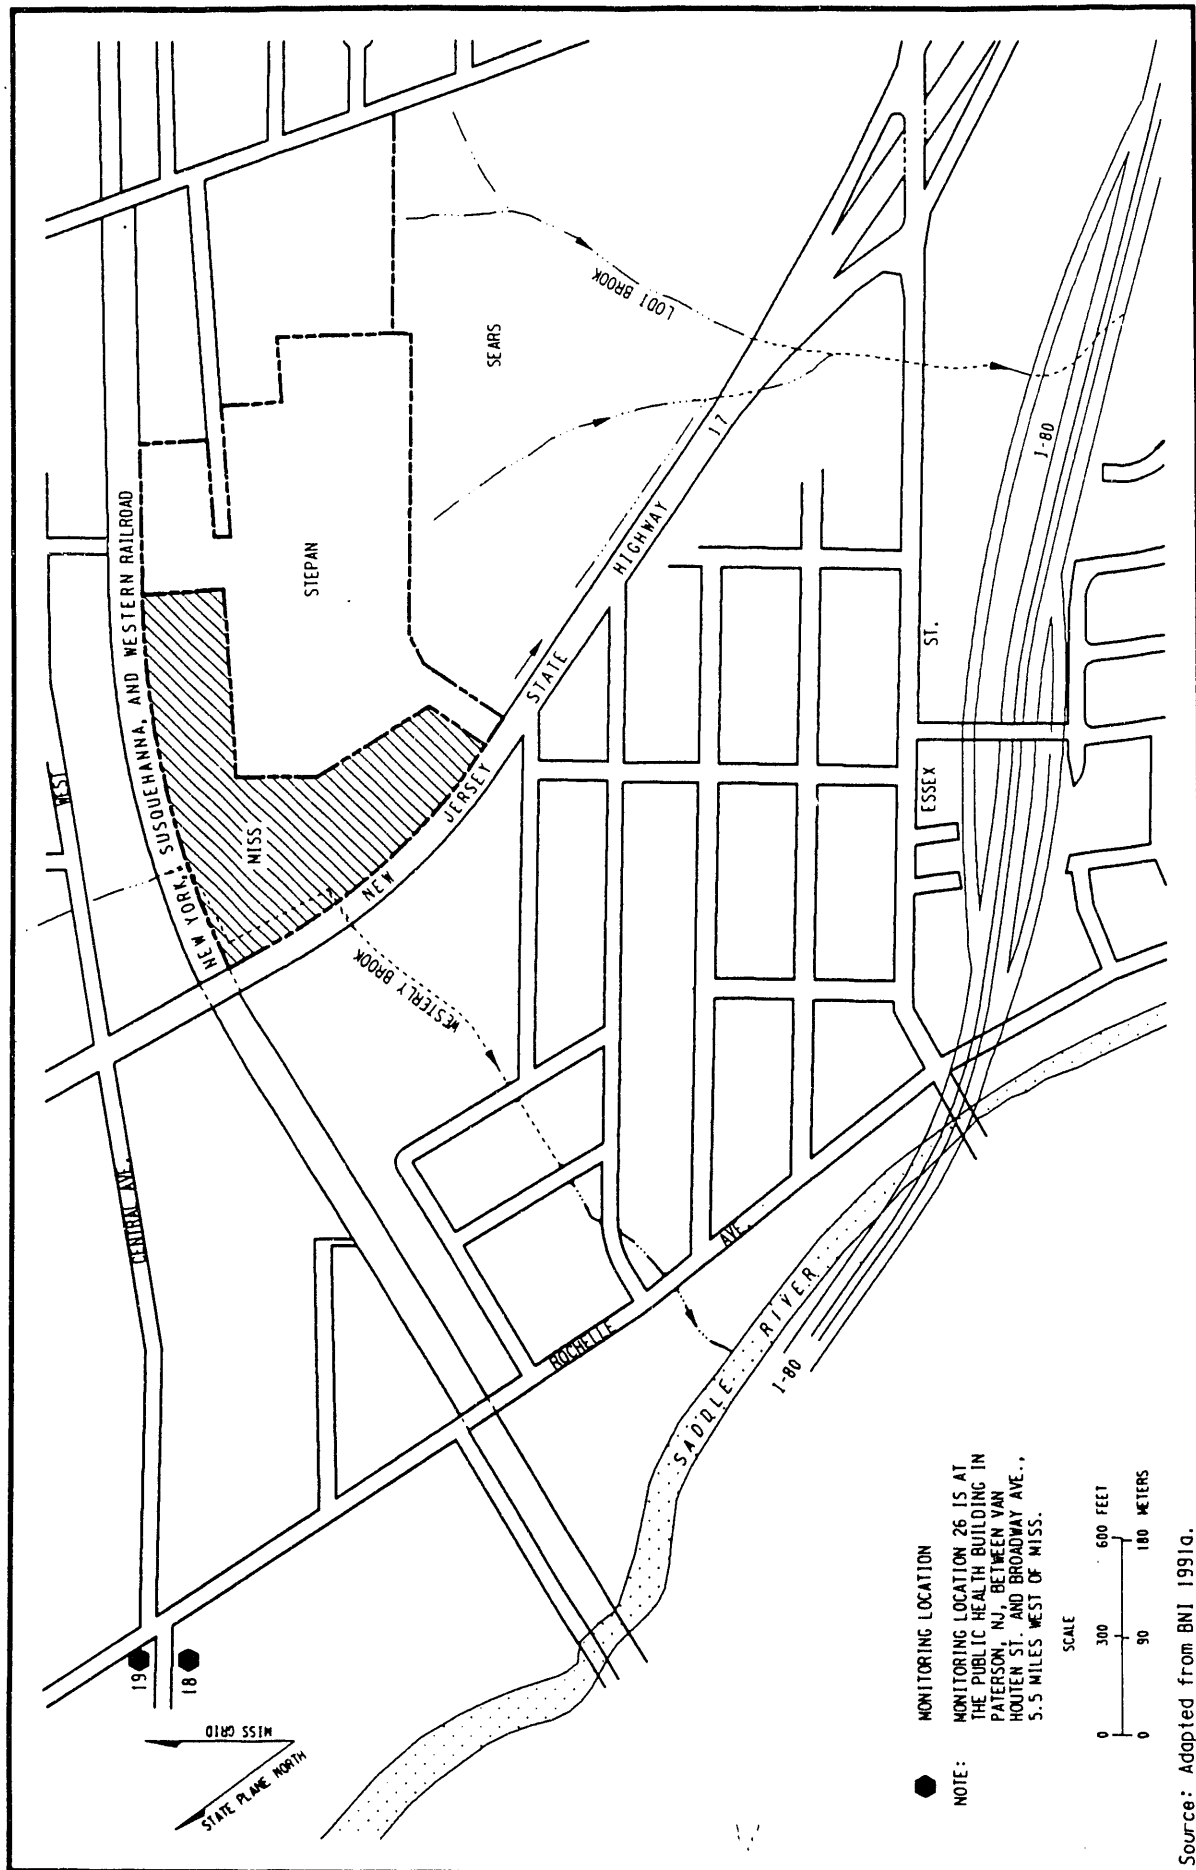 NEW YORK, SUSQUEHANNA, AND WESTERN RAILROAD
WEST
CENTRAL AVE.
MISS
STEPAN
SEARS
LODI BROOK
WESTERLY BROOK
NEW JERSEY STATE HIGHWAY 17
ESSEX ST.
I-80
ROCHELLE AVE.
SADDLE RIVER
I-80
19
18
MISS GRID
STATE PLANE NORTH
MONITORING LOCATION
NOTE: MONITORING LOCATION 26 IS AT
THE PUBLIC HEALTH BUILDING IN
PATERSON, NJ, BETWEEN VAN
HOUTEN ST. AND BROADWAY AVE.,
5.5 MILES WEST OF MISS.
SCALE
0 300 600 FEET
0 90 180 METERS
Source: Adapted from BNI 1991a.